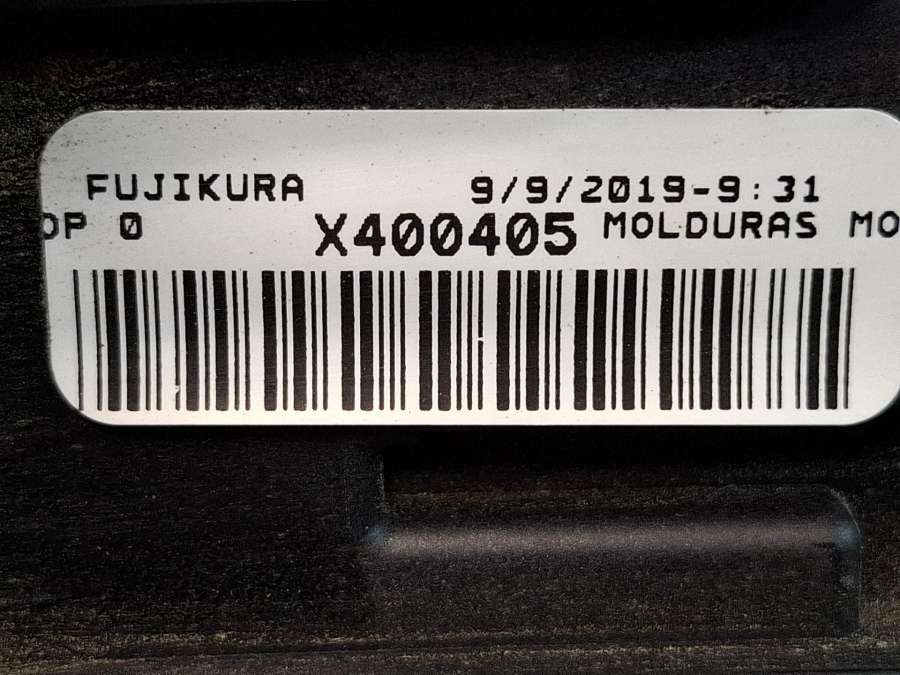 FUJIKURA 9/9/2019-9:31
OP 0 X400405 MOLDURAS MO